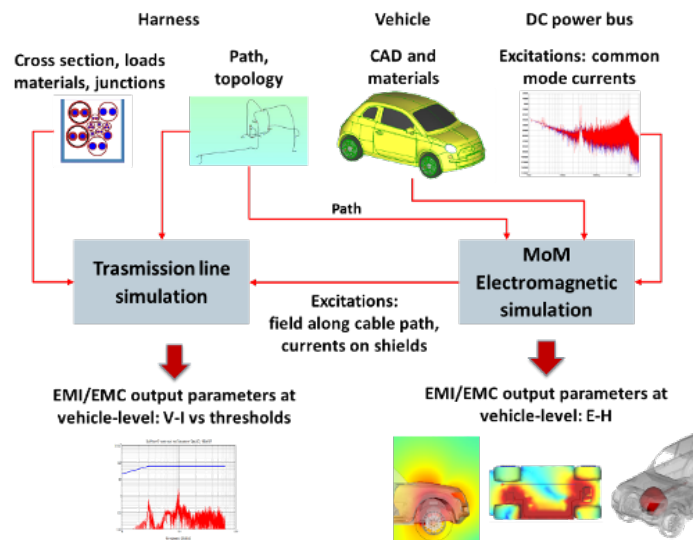 Harness
Vehicle
DC power bus
Cross section, loads
materials, junctions
Path,
topology
CAD and
materials
Excitations: common
mode currents
Path
Trasmission line
simulation
MoM
Electromagnetic
simulation
Excitations:
field along cable path,
currents on shields
EMI/EMC output parameters at
vehicle-level: V-I vs thresholds
EMI/EMC output parameters at
vehicle-level: E-H